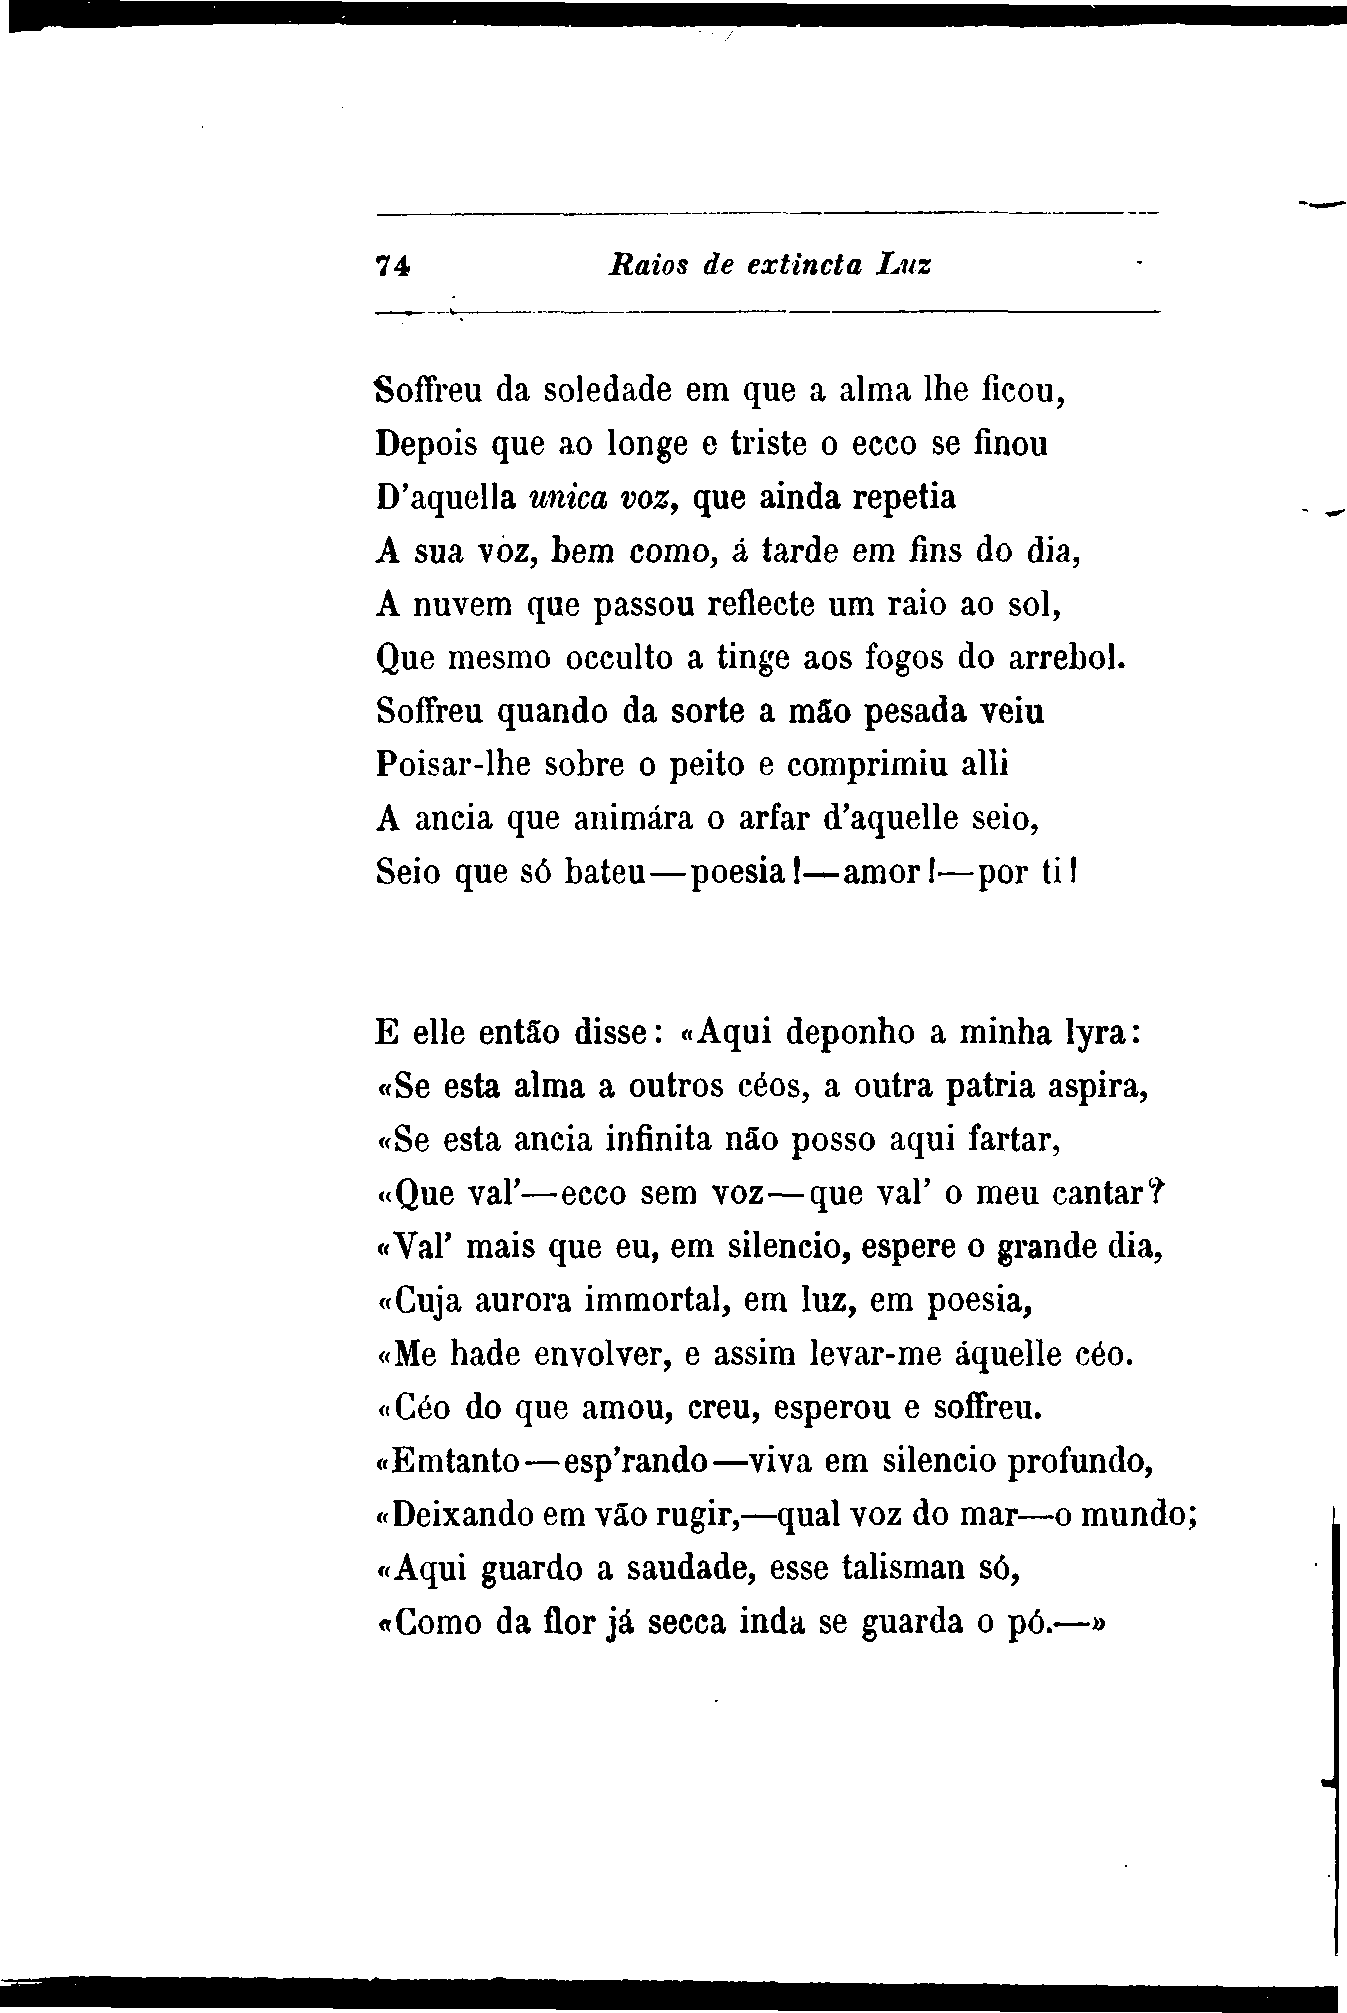 74 Raios de extincta Luz
Soffreu da soledade em que a alma lhe ficou,
Depois que ao longe e triste o ecco se finou
D'aquella unica voz, que ainda repetia
A sua voz, bem como, á tarde em fins do dia,
A nuvem que passou reflecte um raio ao sol,
Que mesmo occulto a tinge aos fogos do arrebol.
Soffreu quando da sorte a mão pesada veiu
Poisar-lhe sobre o peito e comprimiu alli
A ancia que animára o arfar d'aquelle seio,
Seio que só bateu—poesia!—amor!—por ti!
E elle então disse: «Aqui deponho a minha lyra:
«Se esta alma a outros céos, a outra patria aspira,
«Se esta ancia infinita não posso aqui fartar,
«Que val'—ecco sem voz—que val' o meu cantar?
«Val' mais que eu, em silencio, espere o grande dia,
«Cuja aurora immortal, em luz, em poesia,
«Me hade envolver, e assim levar-me áquelle céo.
«Céo do que amou, creu, esperou e soffreu.
«Emtanto—esp'rando—viva em silencio profundo,
«Deixando em vão rugir,—qual voz do mar—o mundo;
«Aqui guardo a saudade, esse talisman só,
«Como da flor já secca inda se guarda o pó.—»